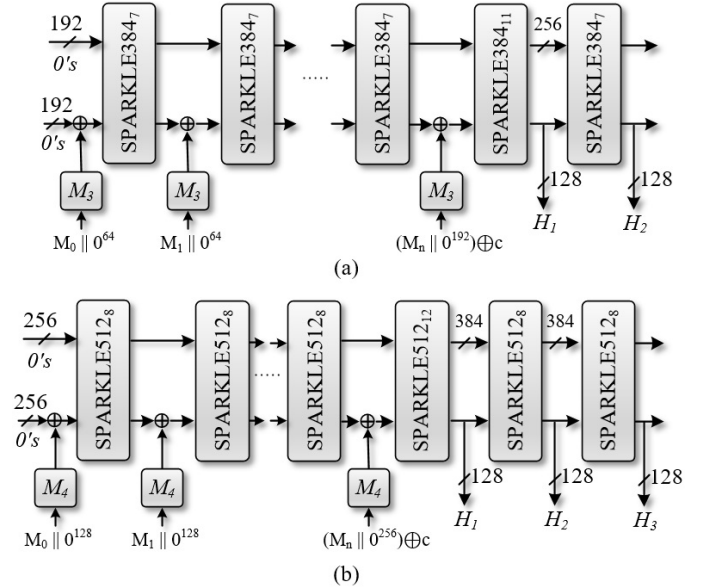 192
0's
192
0's
SPARKLE384₇
SPARKLE384₇
.....
SPARKLE384₇
SPARKLE384₁₁
256
SPARKLE384₇
M₃
M₃
M₃
128
128
M₀ || 0⁶⁴
M₁ || 0⁶⁴
(Mₙ || 0¹⁹²)⊕c
H₁
H₂
(a)
256
0's
256
0's
SPARKLE512₈
SPARKLE512₈
......
SPARKLE512₈
SPARKLE512₁₂
384
SPARKLE512₈
384
SPARKLE512₈
M₄
M₄
M₄
128
128
128
M₀ || 0¹²⁸
M₁ || 0¹²⁸
(Mₙ || 0²⁵⁶)⊕c
H₁
H₂
H₃
(b)